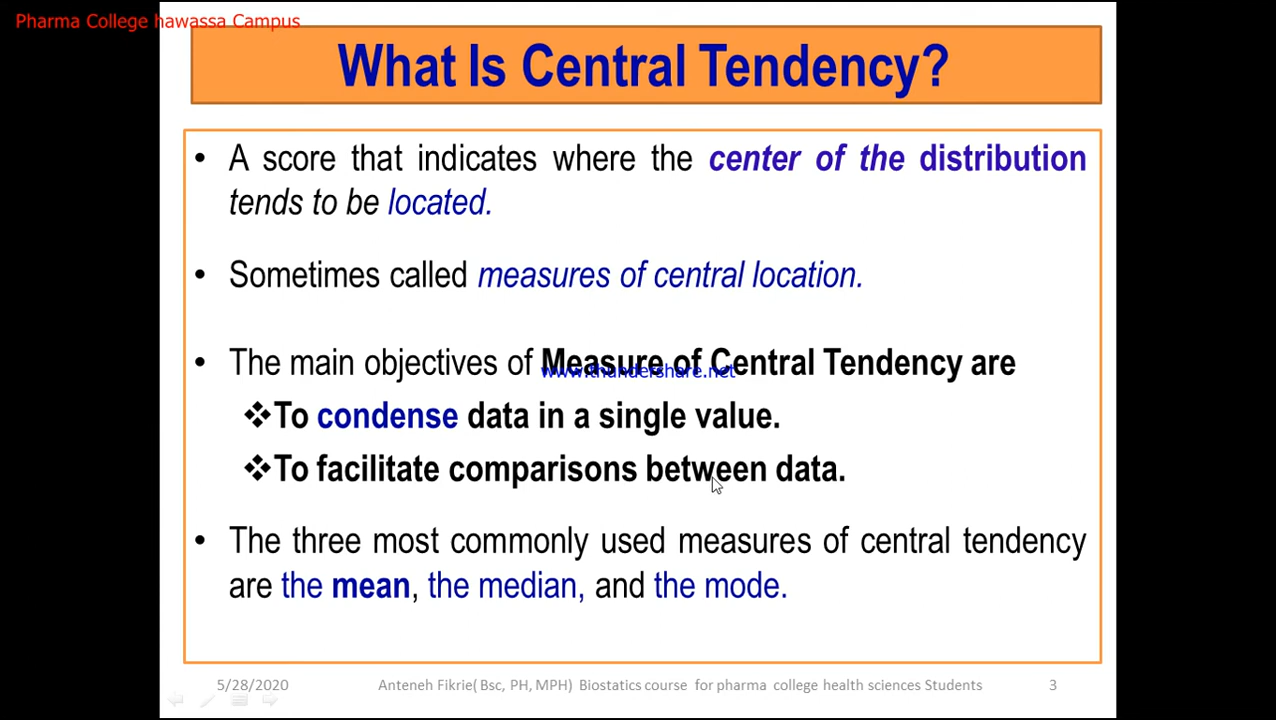 Pharma College hawassa Campus
What Is Central Tendency?
• A score that indicates where the center of the distribution
tends to be located.
• Sometimes called measures of central location.
• The main objectives of Measure of Central Tendency are
www.thundershare.net
❖To condense data in a single value.
❖To facilitate comparisons between data.
• The three most commonly used measures of central tendency
are the mean, the median, and the mode.
5/28/2020 Anteneh Fikrie( Bsc, PH, MPH) Biostatics course for pharma college health sciences Students 3